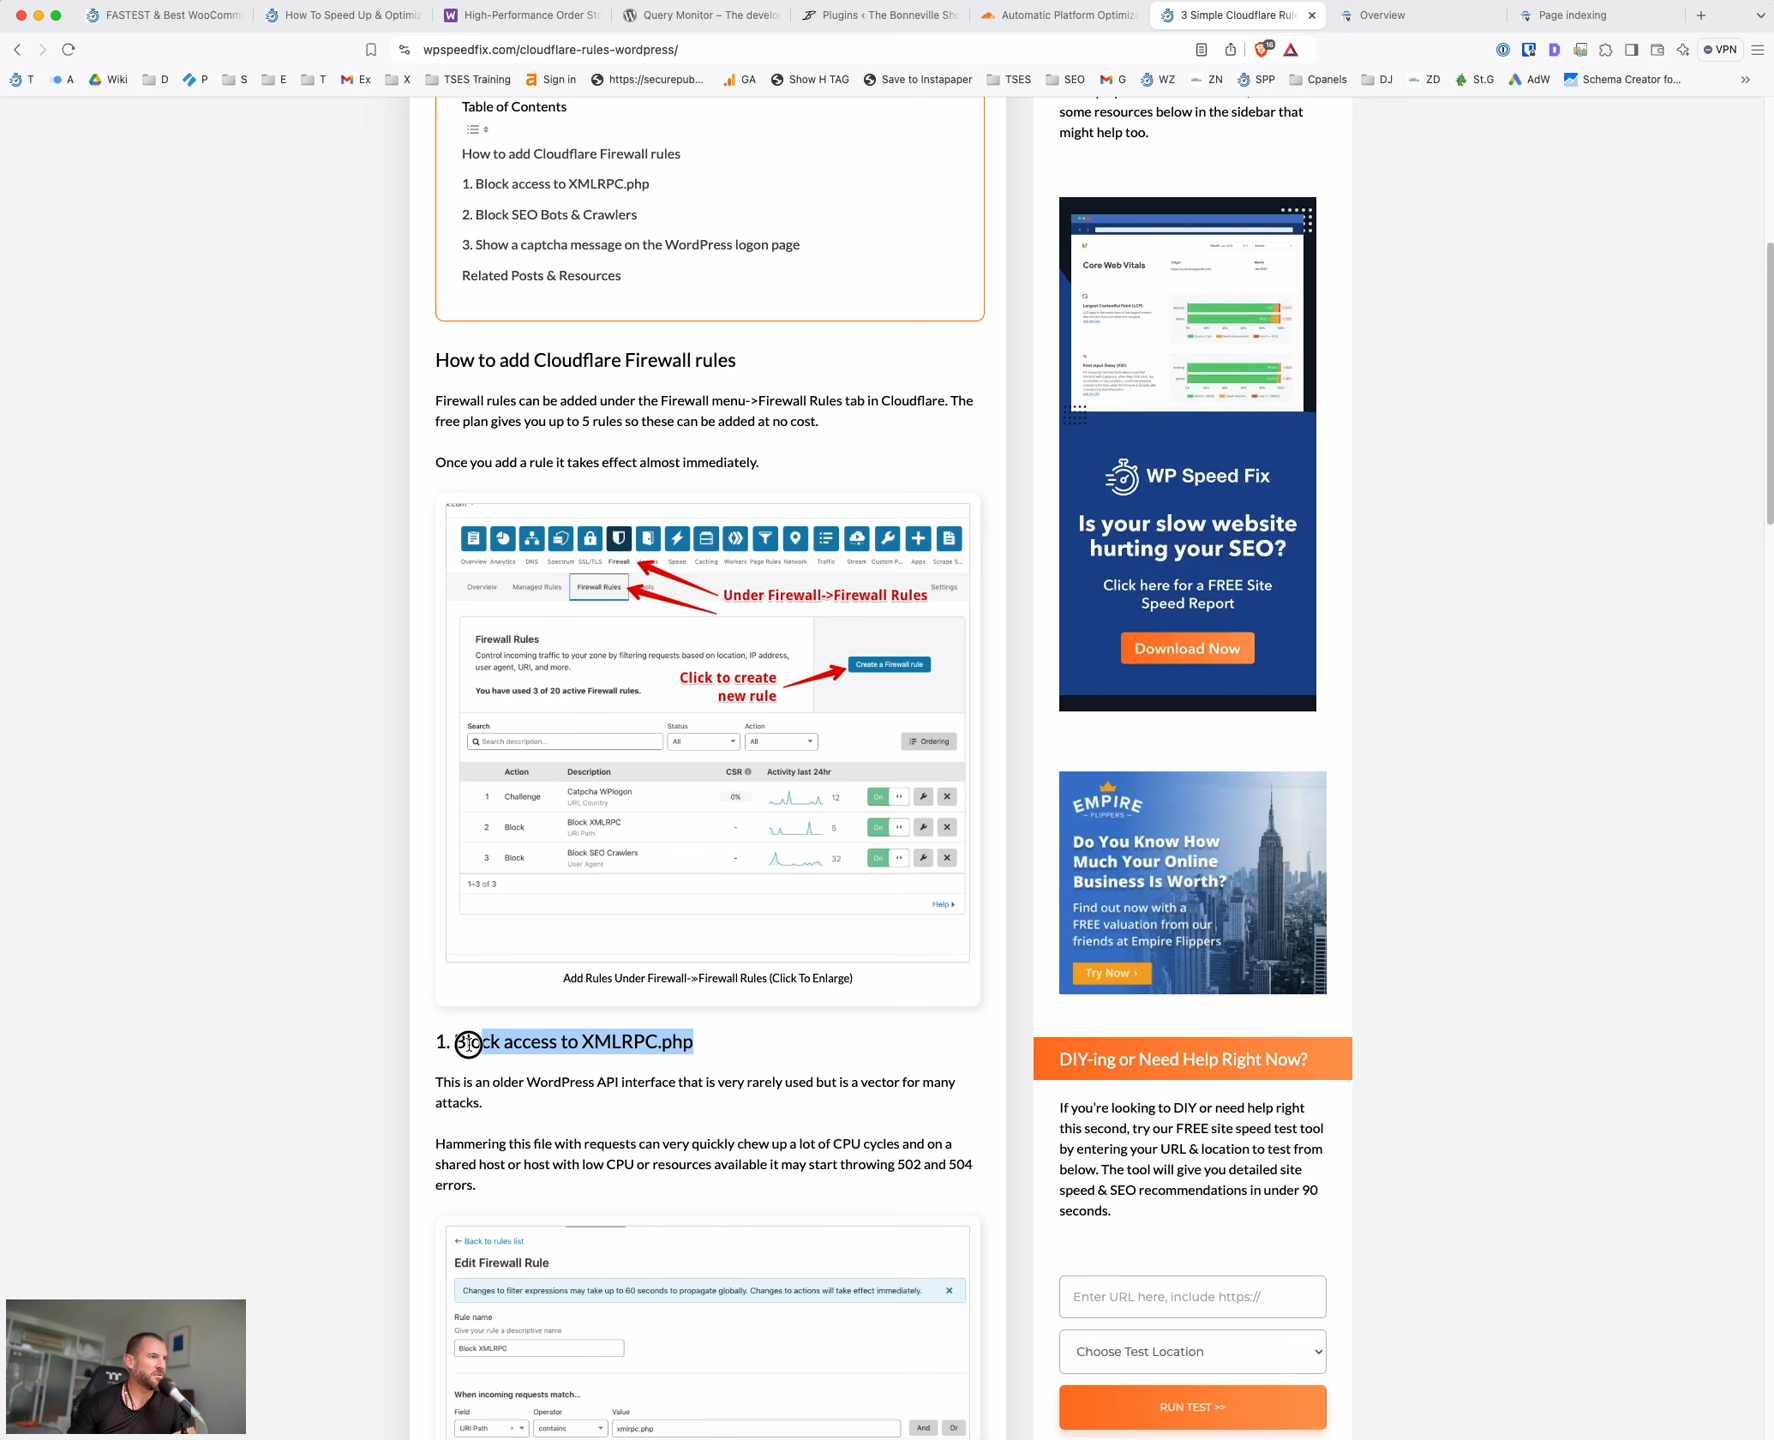 FASTEST & Best WooComm
How To Speed Up & Optimiz
High-Performance Order Sto
Query Monitor – The develo
Plugins ‹ The Bonneville Sho
Automatic Platform Optimiza
3 Simple Cloudflare Rule
Overview
Page indexing
wpspeedfix.com/cloudflare-rules-wordpress/
16
VPN
T
A
Wiki
D
P
S
E
T
Ex
X
TSES Training
Sign in
https://securepub...
GA
Show H TAG
Save to Instapaper
TSES
SEO
G
WZ
ZN
SPP
Cpanels
DJ
ZD
St.G
AdW
Schema Creator fo...
Table of Contents
How to add Cloudflare Firewall rules
1. Block access to XMLRPC.php
2. Block SEO Bots & Crawlers
3. Show a captcha message on the WordPress logon page
Related Posts & Resources
How to add Cloudflare Firewall rules
Firewall rules can be added under the Firewall menu->Firewall Rules tab in Cloudflare. The
free plan gives you up to 5 rules so these can be added at no cost.
Once you add a rule it takes effect almost immediately.
Overview
Analytics
DNS
Spectrum
SSL/TLS
Firewall
Speed
Caching
Workers
Page Rules
Network
Traffic
Stream
Custom P...
Apps
Scrape S...
Overview
Managed Rules
Firewall Rules
Settings
Under Firewall->Firewall Rules
Firewall Rules
Control incoming traffic to your zone by filtering requests based on location, IP address,
user agent, URI, and more.
You have used 3 of 20 active Firewall rules.
Create a Firewall rule
Click to create
new rule
Search
Status
Action
Search description...
All
All
Ordering
Action
Description
CSR
Activity last 24hr
1
Challenge
Catpcha WPlogon
URI, Country
0%
12
On
2
Block
Block XMLRPC
URI Path
-
5
On
3
Block
Block SEO Crawlers
User Agent
-
32
On
1–3 of 3
Help
Add Rules Under Firewall->Firewall Rules (Click To Enlarge)
1. Block access to XMLRPC.php
This is an older WordPress API interface that is very rarely used but is a vector for many
attacks.
Hammering this file with requests can very quickly chew up a lot of CPU cycles and on a
shared host or host with low CPU or resources available it may start throwing 502 and 504
errors.
← Back to rules list
Edit Firewall Rule
Changes to filter expressions may take up to 60 seconds to propagate globally. Changes to actions will take effect immediately.
Rule name
Give your rule a descriptive name
Block XMLRPC
When incoming requests match...
Field
Operator
Value
URI Path
contains
xmlrpc.php
And
Or
some resources below in the sidebar that
might help too.
Core Web Vitals
Largest Contentful Paint (LCP)
First Input Delay (FID)
WP Speed Fix
Is your slow website
hurting your SEO?
Click here for a FREE Site
Speed Report
Download Now
EMPIRE
FLIPPERS
Do You Know How
Much Your Online
Business Is Worth?
Find out now with a
FREE valuation from our
friends at Empire Flippers
Try Now ›
DIY-ing or Need Help Right Now?
If you're looking to DIY or need help right
this second, try our FREE site speed test tool
by entering your URL & location to test from
below. The tool will give you detailed site
speed & SEO recommendations in under 90
seconds.
Enter URL here, include https://
Choose Test Location
RUN TEST >>